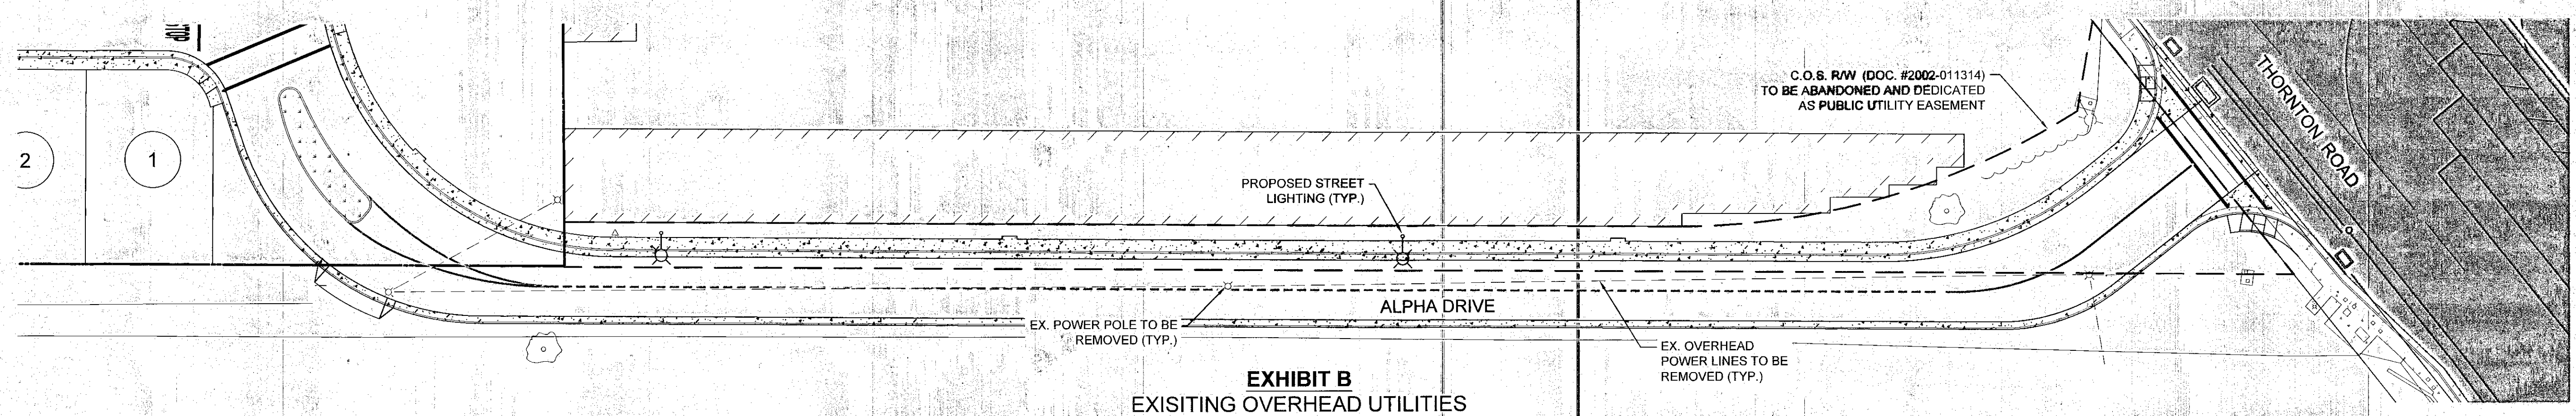 C.O.S. R/W (DOC. #2002-011314)
TO BE ABANDONED AND DEDICATED
AS PUBLIC UTILITY EASEMENT
THORNTON ROAD
2
1
PROPOSED STREET
LIGHTING (TYP.)
ALPHA DRIVE
EX. POWER POLE TO BE
REMOVED (TYP.)
EX. OVERHEAD
POWER LINES TO BE
REMOVED (TYP.)
EXHIBIT B
EXISITING OVERHEAD UTILITIES